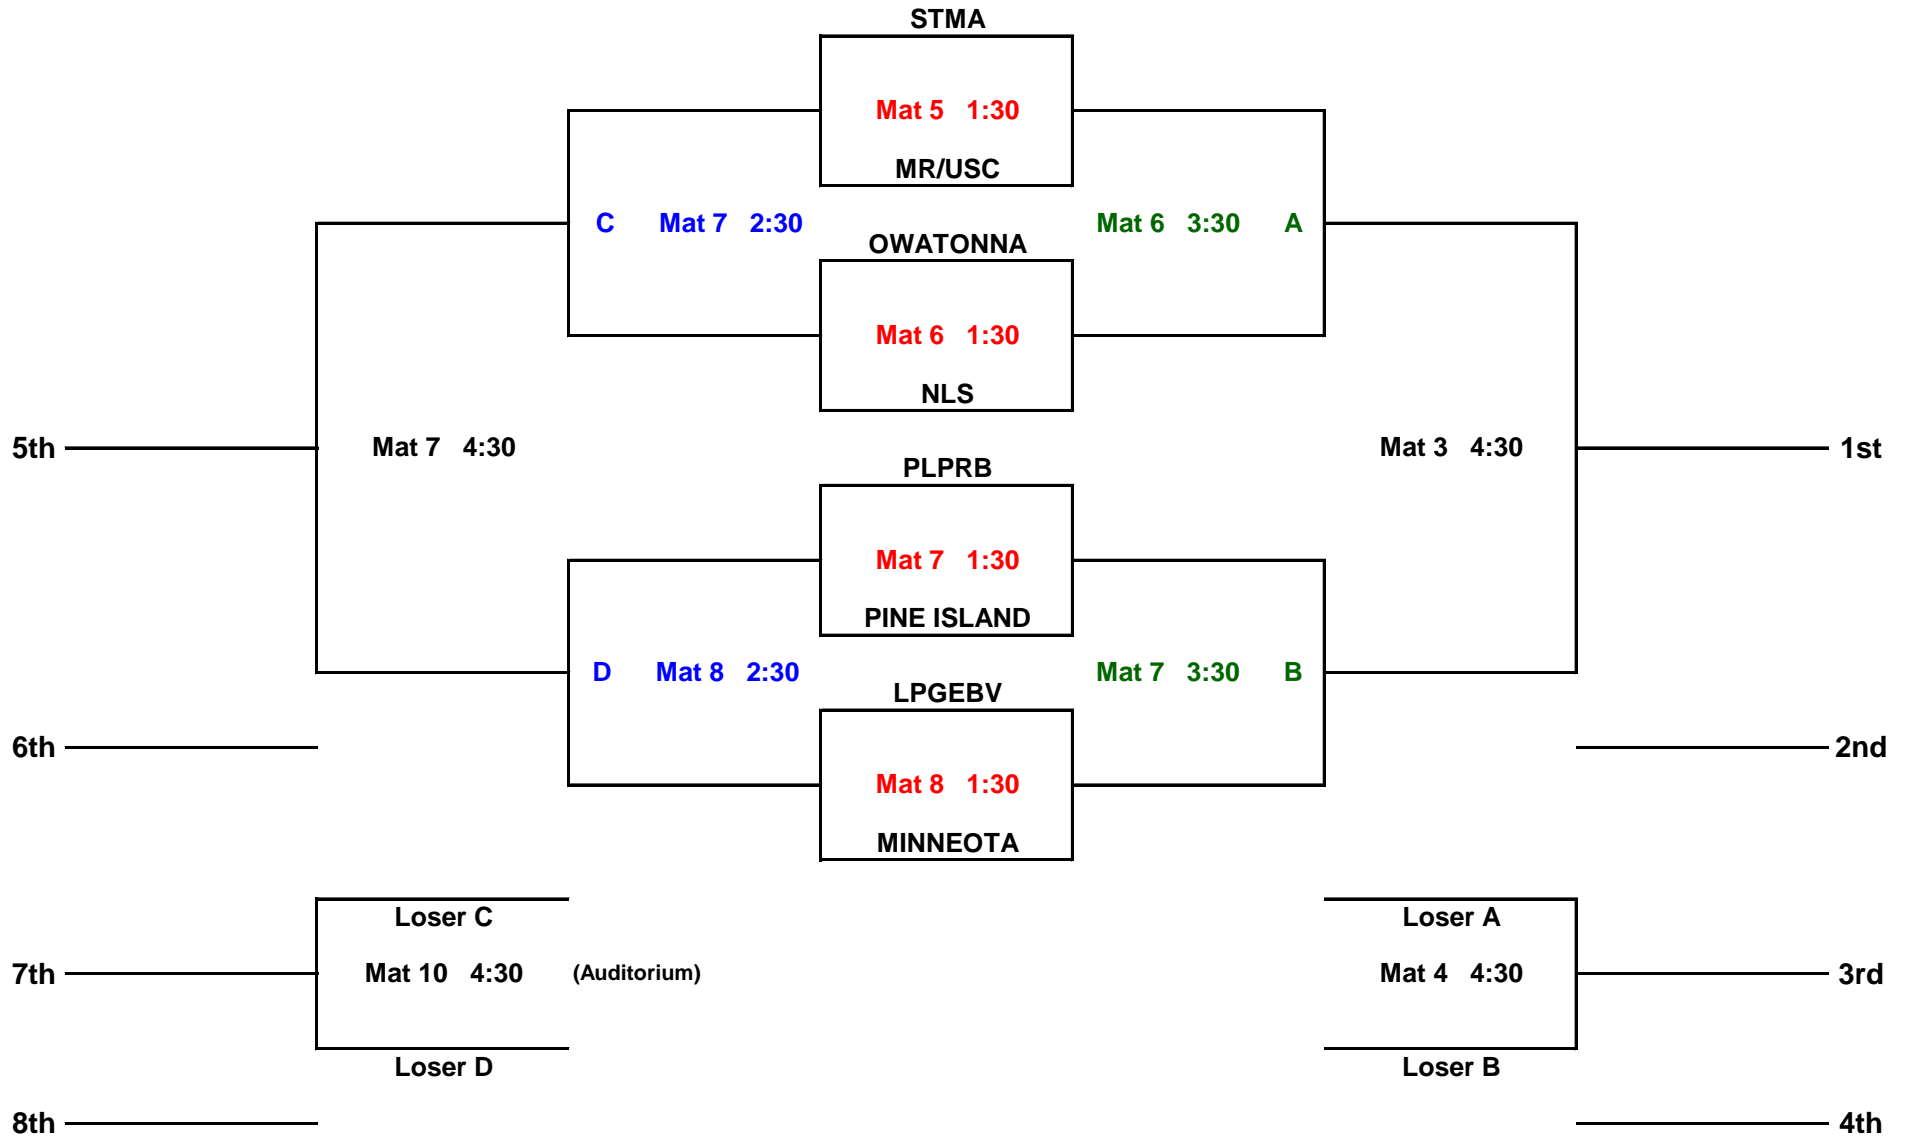 STMA
Mat 5 1:30
MR/USC
C Mat 7 2:30
Mat 6 3:30 A
OWATONNA
Mat 6 1:30
NLS
5th
Mat 7 4:30
Mat 3 4:30
1st
PLPRB
Mat 7 1:30
PINE ISLAND
D Mat 8 2:30
Mat 7 3:30 B
LPGEBV
6th
2nd
Mat 8 1:30
MINNEOTA
Loser C
Loser A
7th
Mat 10 4:30 (Auditorium)
Mat 4 4:30
3rd
Loser D
Loser B
8th
4th